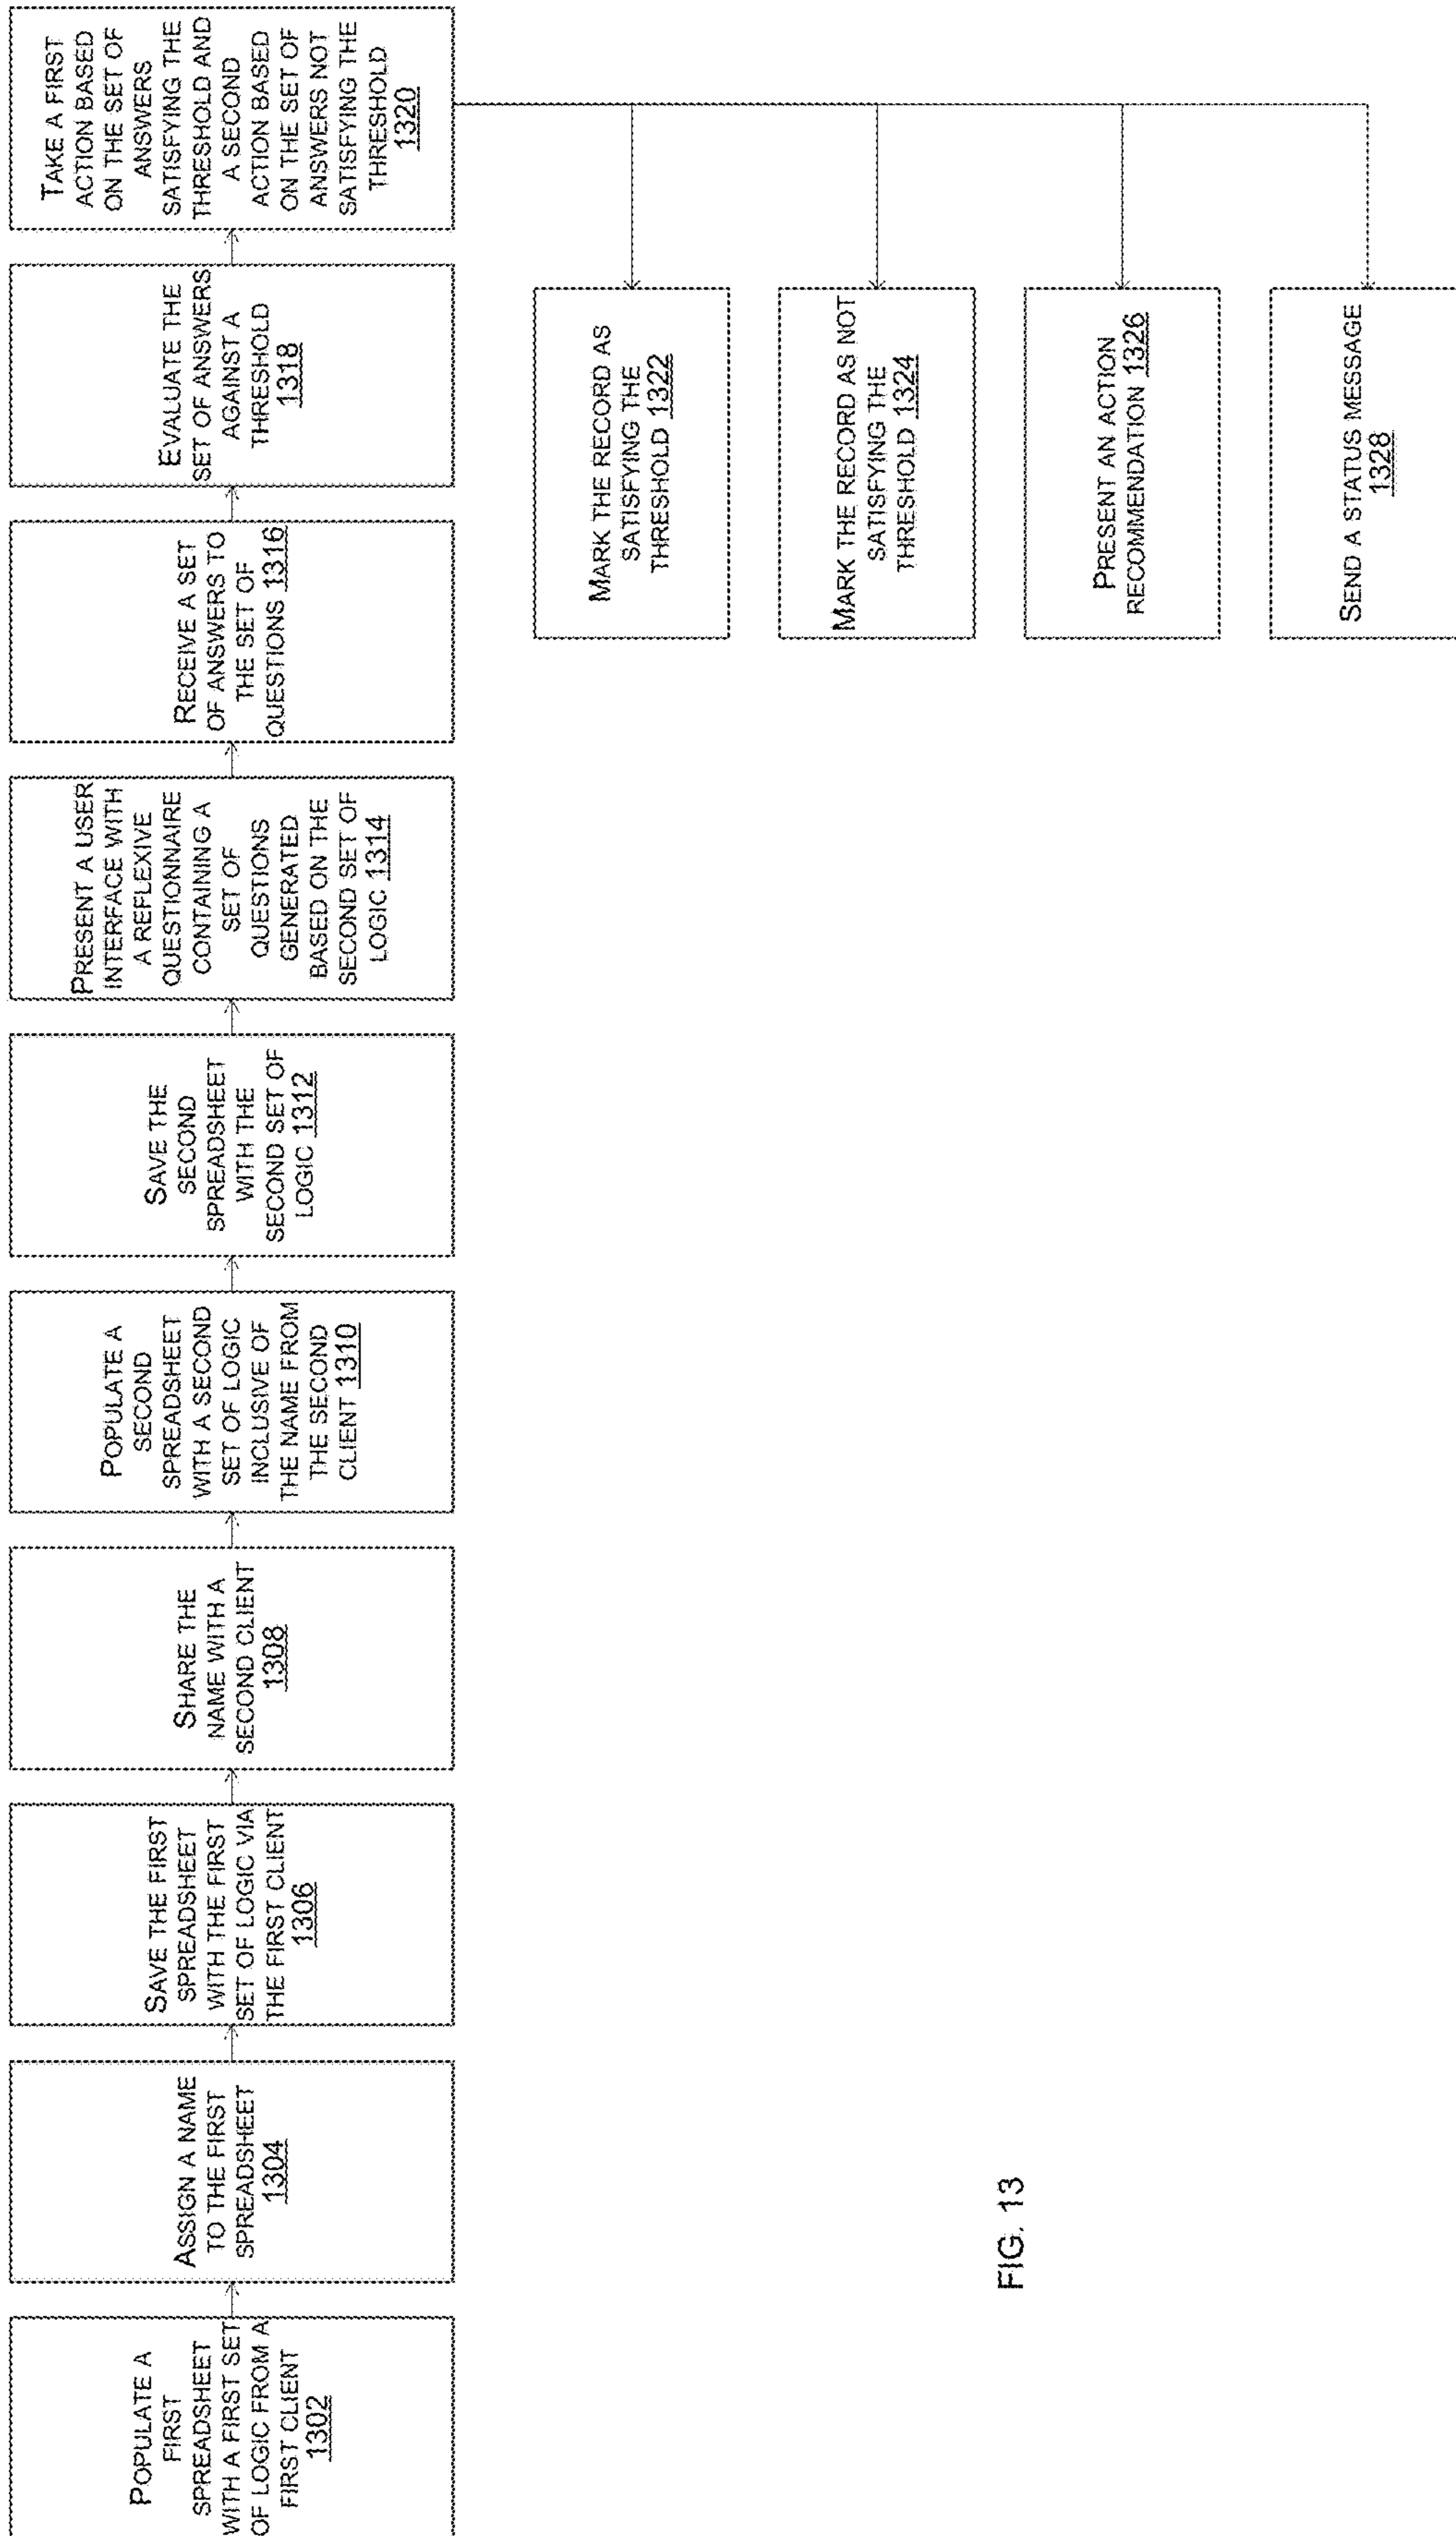 POPULATE A
FIRST
SPREADSHEET
WITH A FIRST SET
OF LOGIC FROM A
FIRST CLIENT
1302
ASSIGN A NAME
TO THE FIRST
SPREADSHEET
1304
SAVE THE FIRST
SPREADSHEET
WITH THE FIRST
SET OF LOGIC VIA
THE FIRST CLIENT
1306
SHARE THE
NAME WITH A
SECOND CLIENT
1308
POPULATE A
SECOND
SPREADSHEET
WITH A SECOND
SET OF LOGIC
INCLUSIVE OF
THE NAME FROM
THE SECOND
CLIENT 1310
SAVE THE
SECOND
SPREADSHEET
WITH THE
SECOND SET OF
LOGIC 1312
PRESENT A USER
INTERFACE WITH
A REFLEXIVE
QUESTIONNAIRE
CONTAINING A
SET OF
QUESTIONS
GENERATED
BASED ON THE
SECOND SET OF
LOGIC 1314
RECEIVE A SET
OF ANSWERS TO
THE SET OF
QUESTIONS 1316
EVALUATE THE
SET OF ANSWERS
AGAINST A
THRESHOLD
1318
TAKE A FIRST
ACTION BASED
ON THE SET OF
ANSWERS
SATISFYING THE
THRESHOLD AND
A SECOND
ACTION BASED
ON THE SET OF
ANSWERS NOT
SATISFYING THE
THRESHOLD
1320
MARK THE RECORD AS
SATISFYING THE
THRESHOLD 1322
MARK THE RECORD AS NOT
SATISFYING THE
THRESHOLD 1324
PRESENT AN ACTION
RECOMMENDATION 1326
SEND A STATUS MESSAGE
1328
FIG. 13